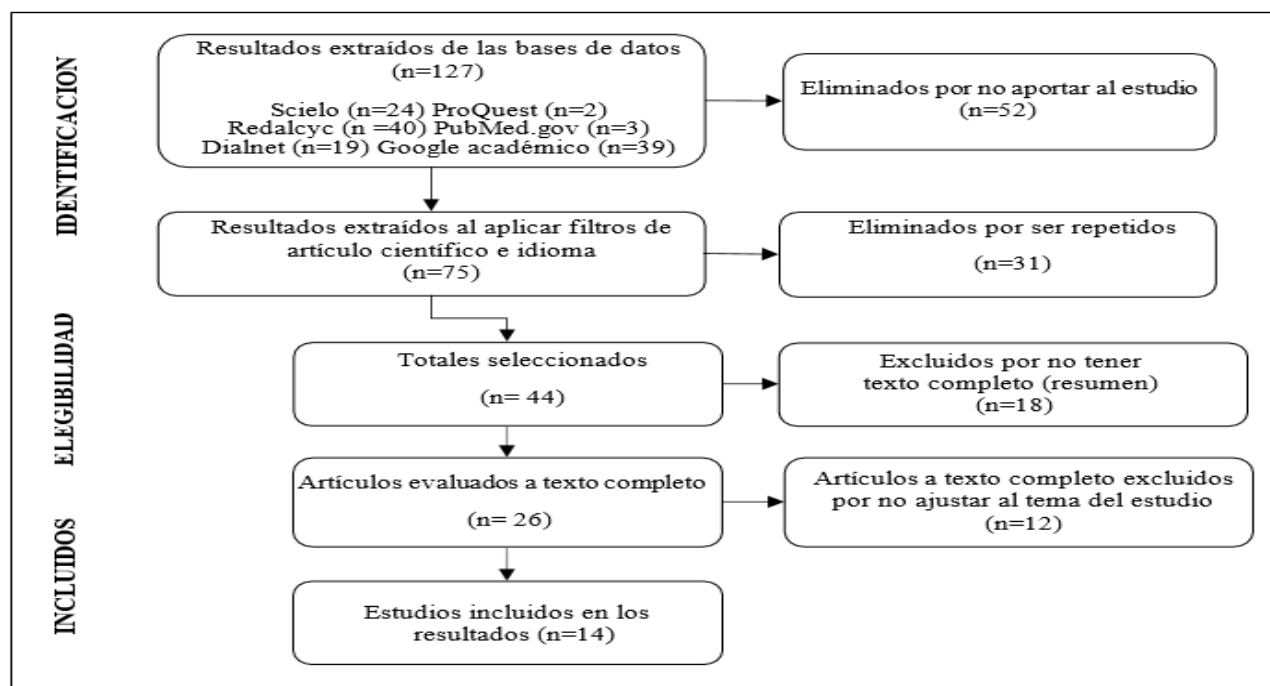 IDENTIFICACION
Resultados extraídos de las bases de datos
(n=127)
Scielo (n=24) ProQuest (n=2)
Redalcyc (n =40) PubMed.gov (n=3)
Dialnet (n=19) Google académico (n=39)
Eliminados por no aportar al estudio
(n=52)
Resultados extraídos al aplicar filtros de
artículo científico e idioma
(n=75)
Eliminados por ser repetidos
(n=31)
ELEGIBILIDAD
Totales seleccionados
(n= 44)
Excluidos por no tener
texto completo (resumen)
(n=18)
Artículos evaluados a texto completo
(n= 26)
Artículos a texto completo excluidos
por no ajustar al tema del estudio
(n=12)
INCLUIDOS
Estudios incluidos en los
resultados (n=14)